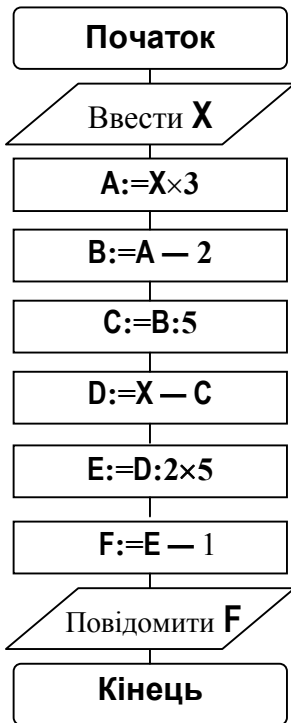 Початок
Ввести X
A:=X×3
B:=A — 2
C:=B:5
D:=X — C
E:=D:2×5
F:=E — 1
Повідомити F
Кінець